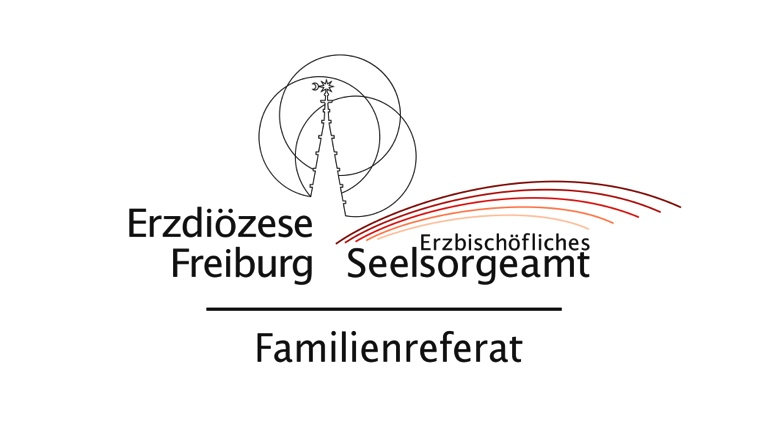 Erzdiözese
Freiburg
Erzbischöfliches
Seelsorgeamt
Familienreferat